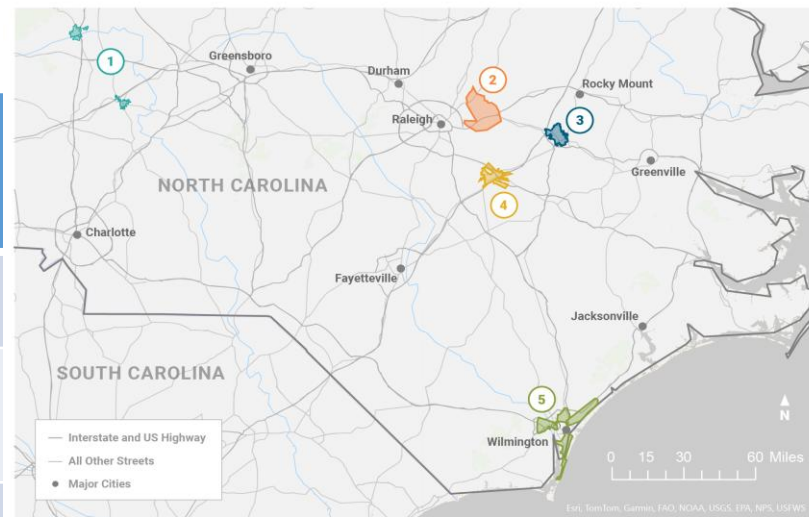 1
Greensboro
Durham
2
Rocky Mount
3
Raleigh
NORTH CAROLINA
Greenville
4
Charlotte
Fayetteville
Jacksonville
SOUTH CAROLINA
5
N
Wilmington
Interstate and US Highway
All Other Streets
Major Cities
0 15 30 60 Miles
Esri, TomTom, Garmin, FAO, NOAA, USGS, EPA, NPS, USFWS